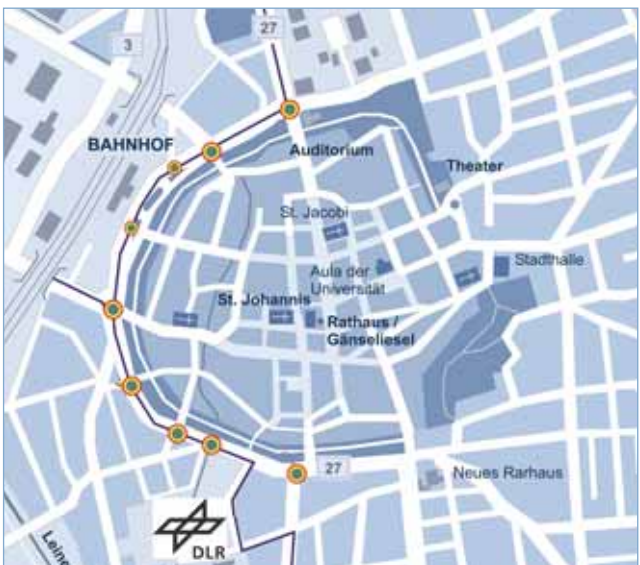 27
3
BAHNHOF
Auditorium
Theater
St. Jacobi
Aula der
Universität
Stadthalle
St. Johannis
Rathaus /
Gänseliesel
27
Neues Rarhaus
Leine
DLR